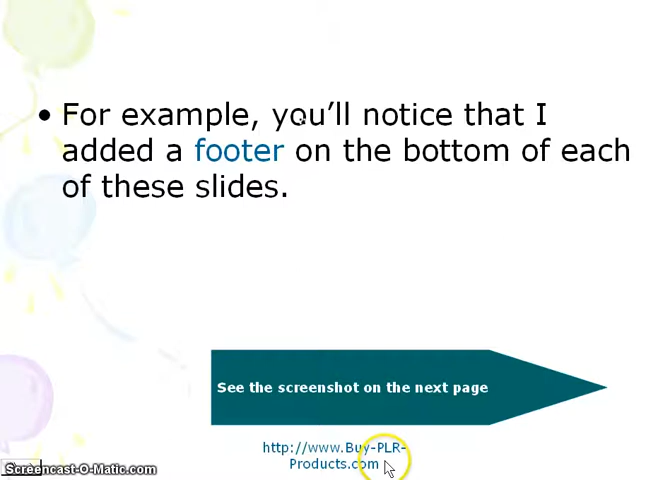 • For example, you’ll notice that I
added a footer on the bottom of each
of these slides.
See the screenshot on the next page
http://www.Buy-PLR-
Products.com
Screencast-O-Matic.com